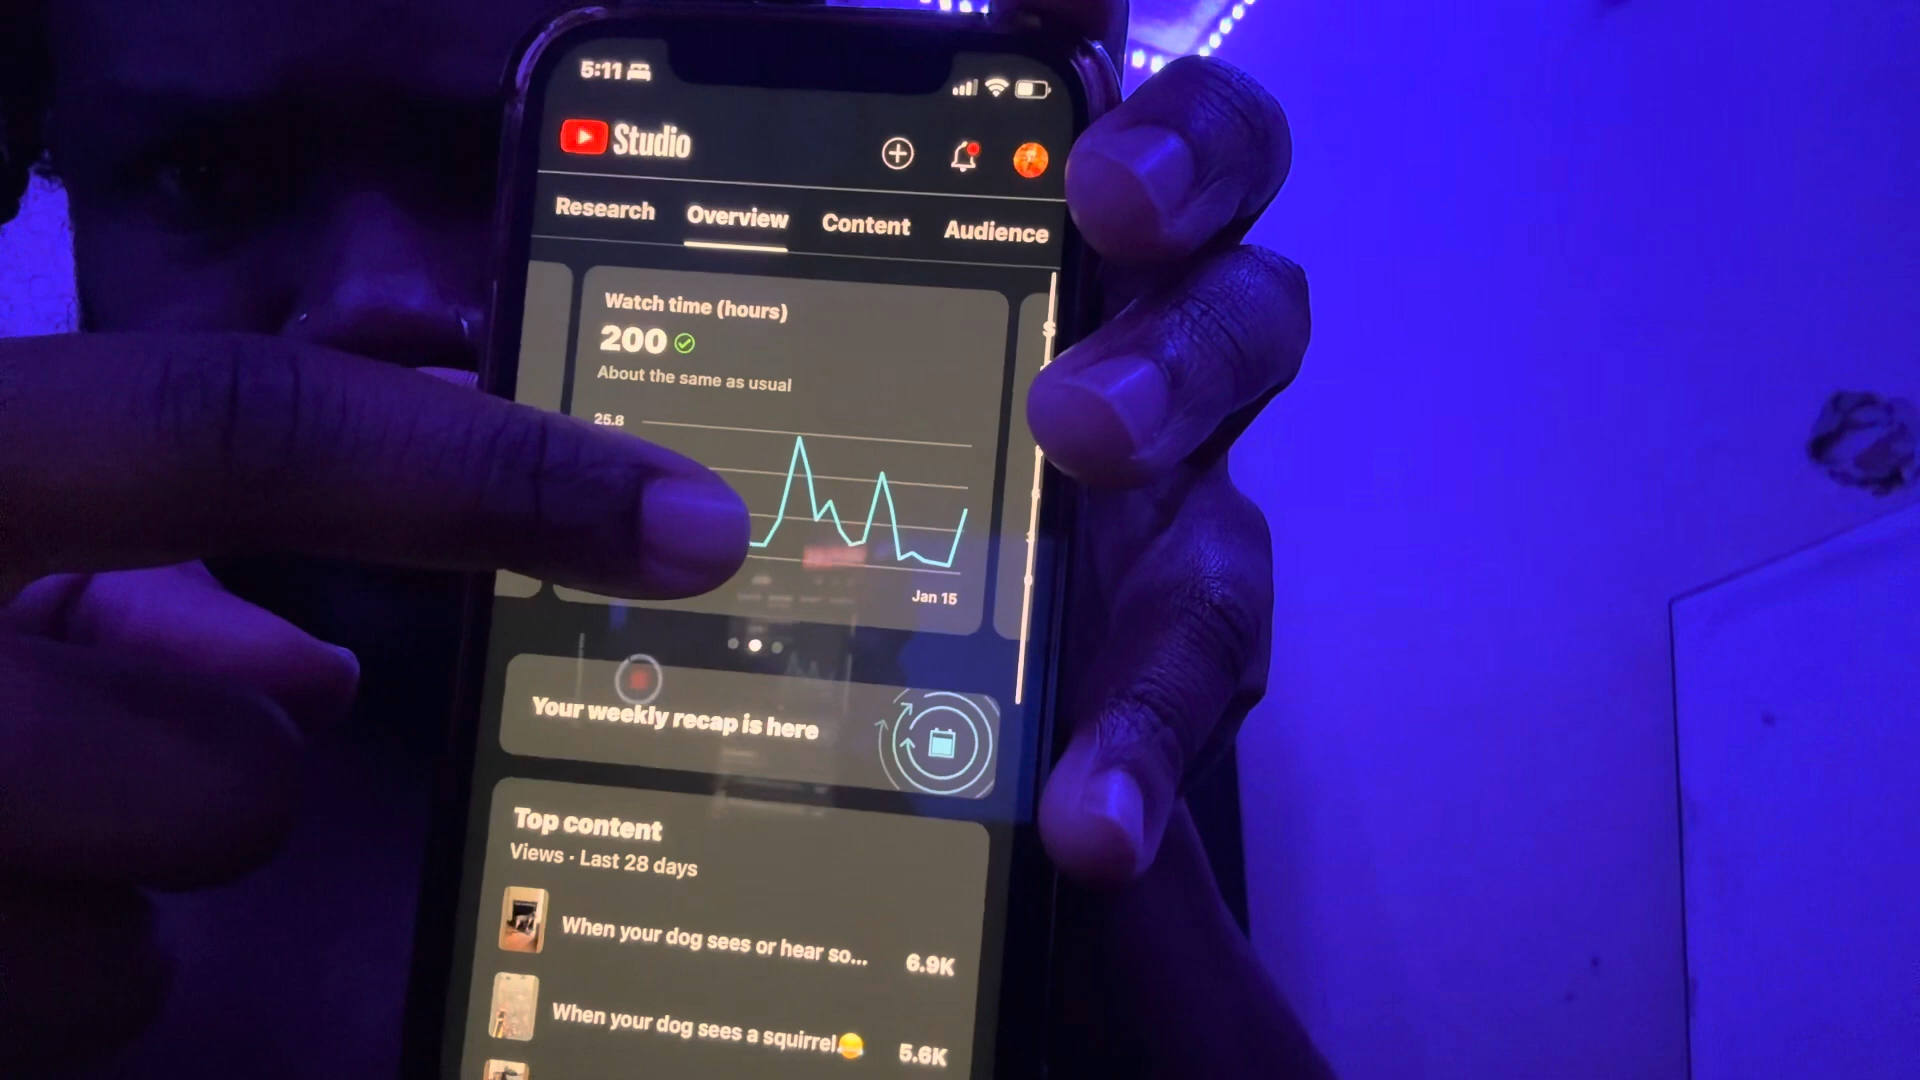 5:11
Studio
Research Overview Content Audience
Watch time (hours)
200
About the same as usual
25.8
Jan 15
Your weekly recap is here
Top content
Views · Last 28 days
When your dog sees or hear so... 6.9K
When your dog sees a squirrel😄 5.6K